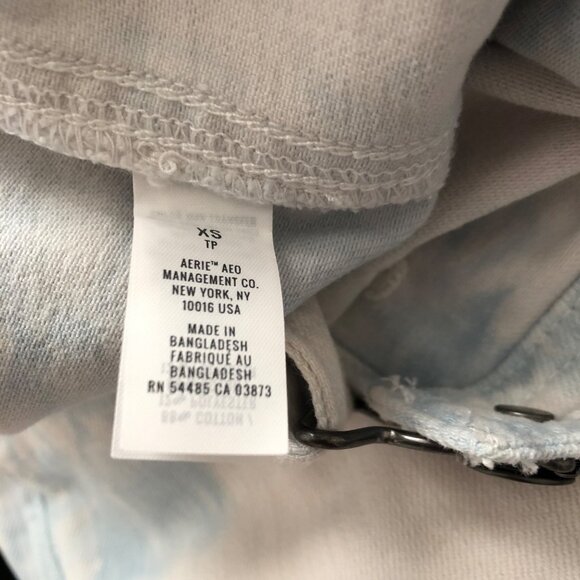 XS
TP
AERIE™ AEO
MANAGEMENT CO.
NEW YORK, NY
10016 USA
MADE IN
BANGLADESH
FABRIQUÉ AU
BANGLADESH
RN 54485 CA 03873